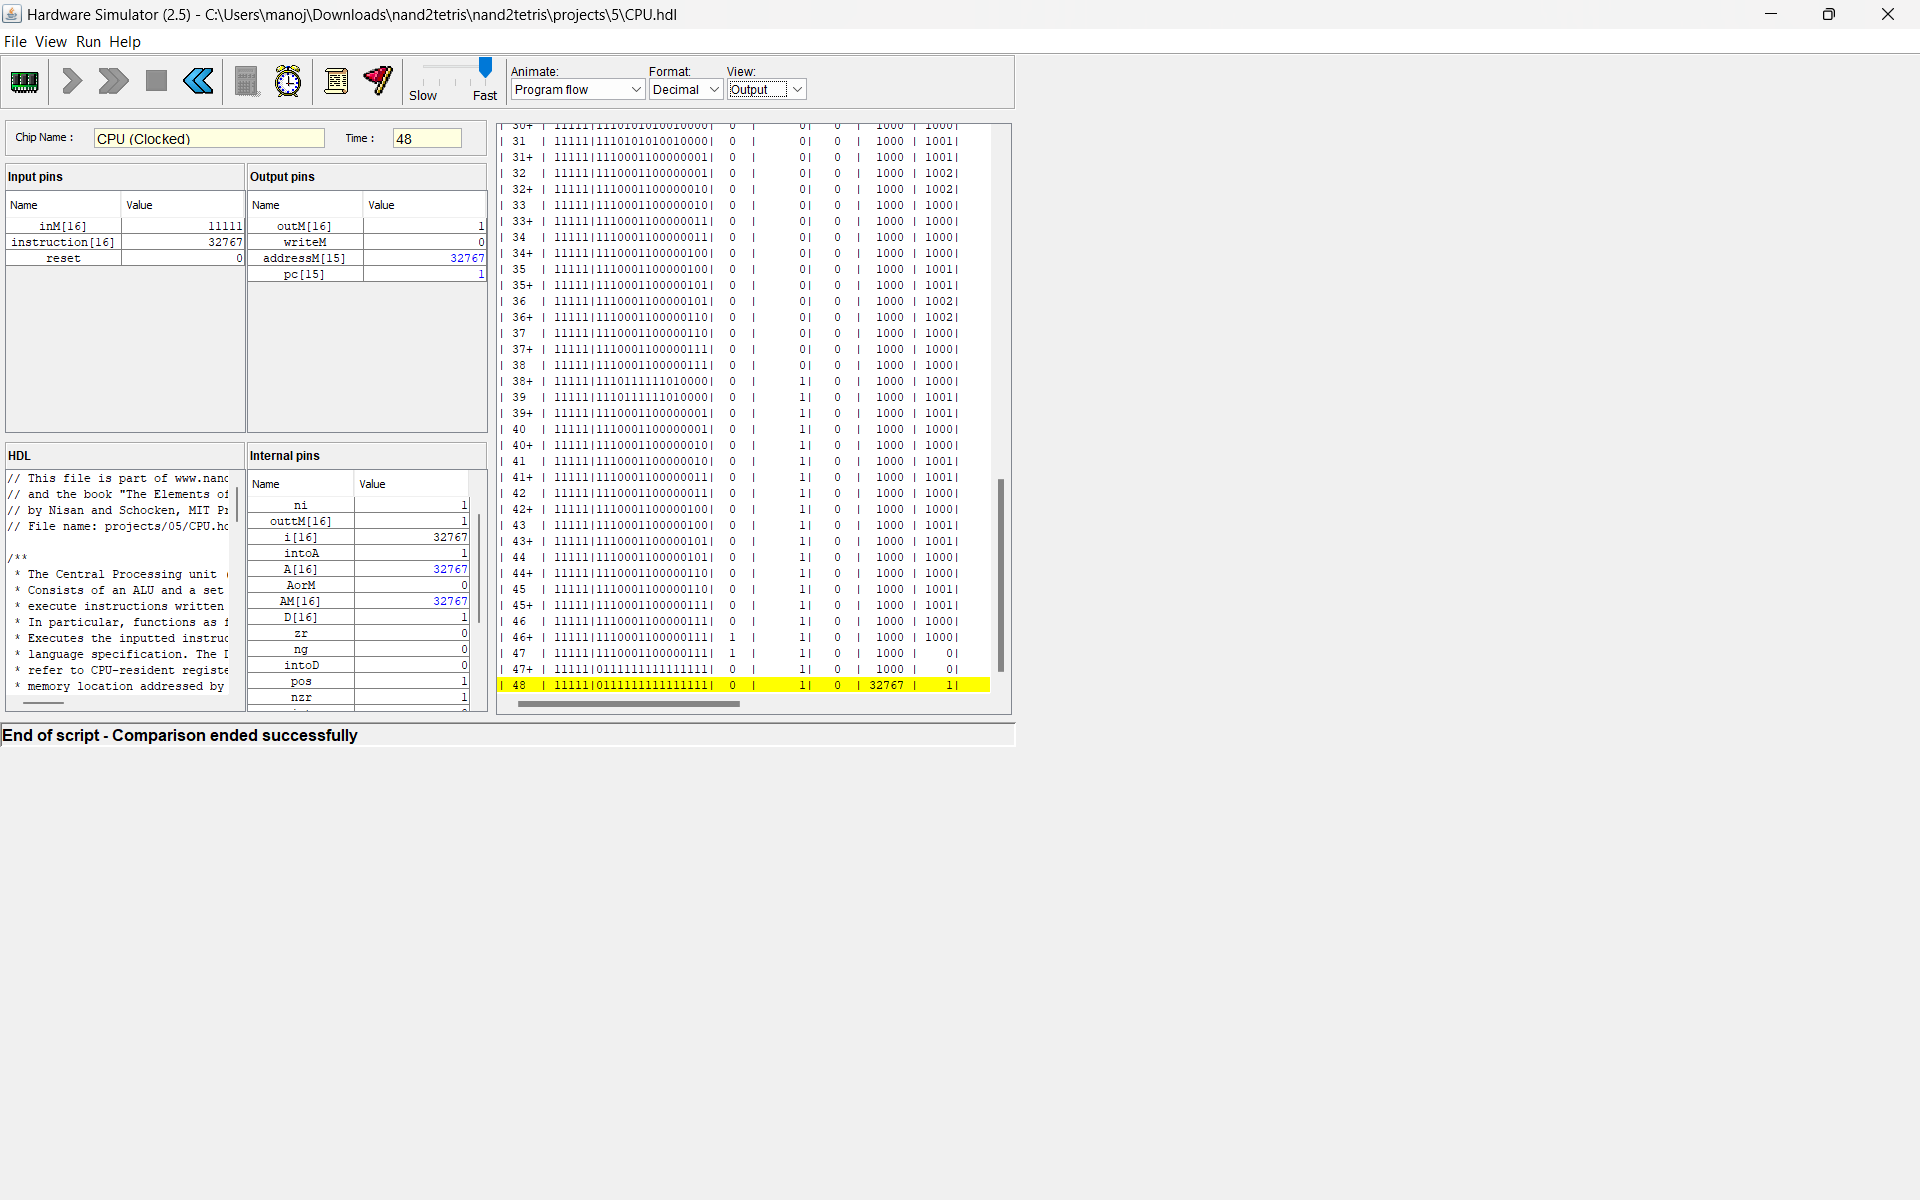 Hardware Simulator (2.5) - C:\Users\manoj\Downloads\nand2tetris\nand2tetris\projects\5\CPU.hdl
File View Run Help
Slow Fast
Animate: Format: View:
Program flow Decimal Output
Chip Name : CPU (Clocked) Time : 48
Input pins
Name Value
inM[16] 11111
instruction[16] 32767
reset 0
Output pins
Name Value
outM[16] 1
writeM 0
addressM[15] 32767
pc[15] 1
HDL
// This file is part of www.nand
// and the book "The Elements of
// by Nisan and Schocken, MIT Pr
// File name: projects/05/CPU.hd
/**
* The Central Processing unit (
* Consists of an ALU and a set
* execute instructions written
* In particular, functions as f
* Executes the inputted instruc
* language specification. The D
* refer to CPU-resident registe
* memory location addressed by
Internal pins
Name Value
ni 1
outtM[16] 1
i[16] 32767
intoA 1
A[16] 32767
AorM 0
AM[16] 32767
D[16] 1
zr 0
ng 0
intoD 0
pos 1
nzr 1
| 30+ | 11111|1110101010010000| 0 | 0| 0 | 1000 | 1000|
| 31 | 11111|1110101010010000| 0 | 0| 0 | 1000 | 1001|
| 31+ | 11111|1110001100000001| 0 | 0| 0 | 1000 | 1001|
| 32 | 11111|1110001100000001| 0 | 0| 0 | 1000 | 1002|
| 32+ | 11111|1110001100000010| 0 | 0| 0 | 1000 | 1002|
| 33 | 11111|1110001100000010| 0 | 0| 0 | 1000 | 1000|
| 33+ | 11111|1110001100000011| 0 | 0| 0 | 1000 | 1000|
| 34 | 11111|1110001100000011| 0 | 0| 0 | 1000 | 1000|
| 34+ | 11111|1110001100000100| 0 | 0| 0 | 1000 | 1000|
| 35 | 11111|1110001100000100| 0 | 0| 0 | 1000 | 1001|
| 35+ | 11111|1110001100000101| 0 | 0| 0 | 1000 | 1001|
| 36 | 11111|1110001100000101| 0 | 0| 0 | 1000 | 1002|
| 36+ | 11111|1110001100000110| 0 | 0| 0 | 1000 | 1002|
| 37 | 11111|1110001100000110| 0 | 0| 0 | 1000 | 1000|
| 37+ | 11111|1110001100000111| 0 | 0| 0 | 1000 | 1000|
| 38 | 11111|1110001100000111| 0 | 0| 0 | 1000 | 1000|
| 38+ | 11111|1110111111010000| 0 | 1| 0 | 1000 | 1000|
| 39 | 11111|1110111111010000| 0 | 1| 0 | 1000 | 1001|
| 39+ | 11111|1110001100000001| 0 | 1| 0 | 1000 | 1001|
| 40 | 11111|1110001100000001| 0 | 1| 0 | 1000 | 1000|
| 40+ | 11111|1110001100000010| 0 | 1| 0 | 1000 | 1000|
| 41 | 11111|1110001100000010| 0 | 1| 0 | 1000 | 1001|
| 41+ | 11111|1110001100000011| 0 | 1| 0 | 1000 | 1001|
| 42 | 11111|1110001100000011| 0 | 1| 0 | 1000 | 1000|
| 42+ | 11111|1110001100000100| 0 | 1| 0 | 1000 | 1000|
| 43 | 11111|1110001100000100| 0 | 1| 0 | 1000 | 1001|
| 43+ | 11111|1110001100000101| 0 | 1| 0 | 1000 | 1001|
| 44 | 11111|1110001100000101| 0 | 1| 0 | 1000 | 1000|
| 44+ | 11111|1110001100000110| 0 | 1| 0 | 1000 | 1000|
| 45 | 11111|1110001100000110| 0 | 1| 0 | 1000 | 1001|
| 45+ | 11111|1110001100000111| 0 | 1| 0 | 1000 | 1001|
| 46 | 11111|1110001100000111| 0 | 1| 0 | 1000 | 1000|
| 46+ | 11111|1110001100000111| 1 | 1| 0 | 1000 | 1000|
| 47 | 11111|1110001100000111| 1 | 1| 0 | 1000 | 0|
| 47+ | 11111|0111111111111111| 0 | 1| 0 | 1000 | 0|
| 48 | 11111|0111111111111111| 0 | 1| 0 | 32767 | 1|
End of script - Comparison ended successfully